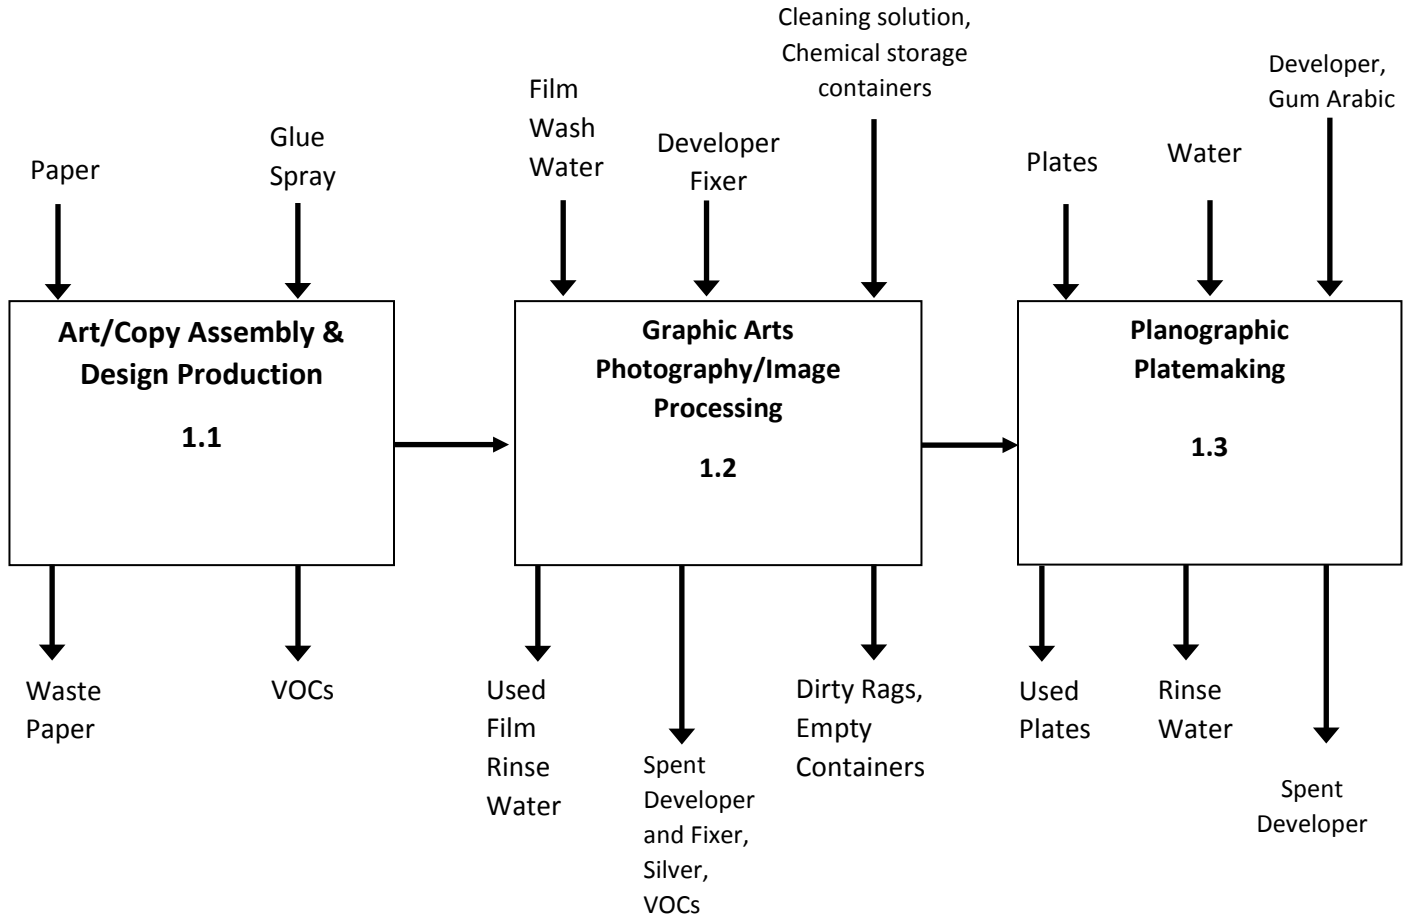 Paper
Glue
Spray
Film
Wash
Water
Developer
Fixer
Cleaning solution,
Chemical storage
containers
Plates
Water
Developer,
Gum Arabic
Art/Copy Assembly &
Design Production
1.1
Graphic Arts
Photography/Image
Processing
1.2
Planographic
Platemaking
1.3
Waste
Paper
VOCs
Used
Film
Rinse
Water
Spent
Developer
and Fixer,
Silver,
VOCs
Dirty Rags,
Empty
Containers
Used
Plates
Rinse
Water
Spent
Developer